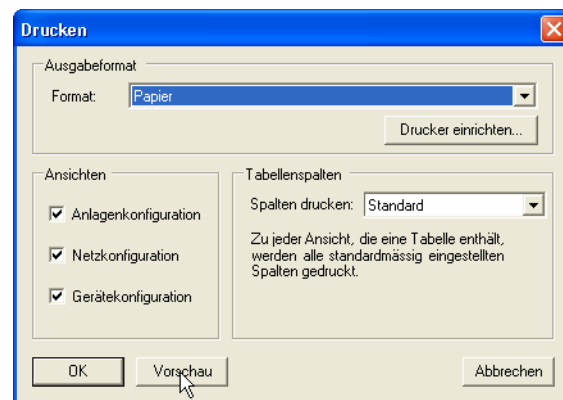 Drucken
Ausgabeformat
Format: Papier
Drucker einrichten...
Ansichten
Anlagenkonfiguration
Netzkonfiguration
Gerätekonfiguration
Tabellenspalten
Spalten drucken: Standard
Zu jeder Ansicht, die eine Tabelle enthält,
werden alle standardmässig eingestellten
Spalten gedruckt.
OK
Vorschau
Abbrechen